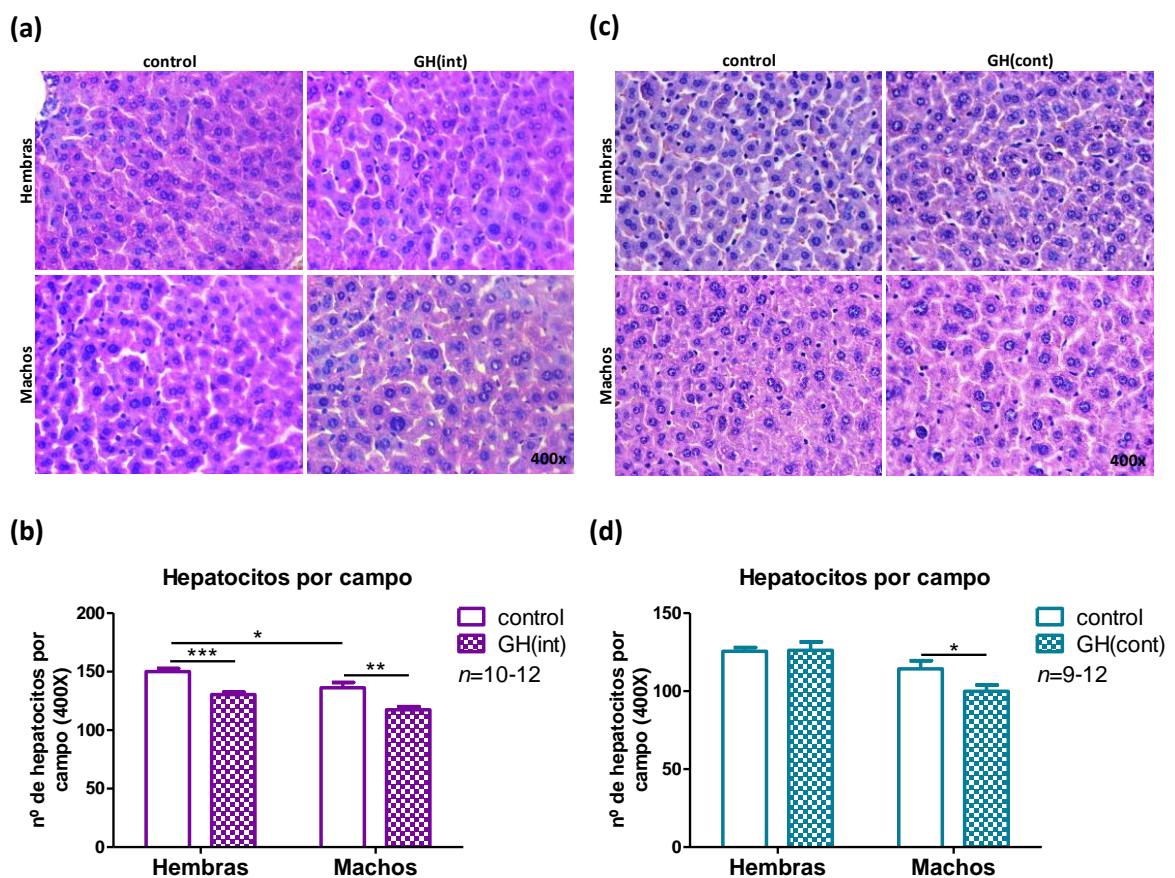 (a)
control
GH(int)
Hembras
Machos
400x
(c)
control
GH(cont)
Hembras
Machos
400x
(b)
Hepatocitos por campo
nº de hepatocitos por
campo (400X)
200
150
100
50
0
*
***
**
Hembras
Machos
control
GH(int)
n=10-12
(d)
Hepatocitos por campo
nº de hepatocitos por
campo (400X)
150
100
50
0
*
Hembras
Machos
control
GH(cont)
n=9-12